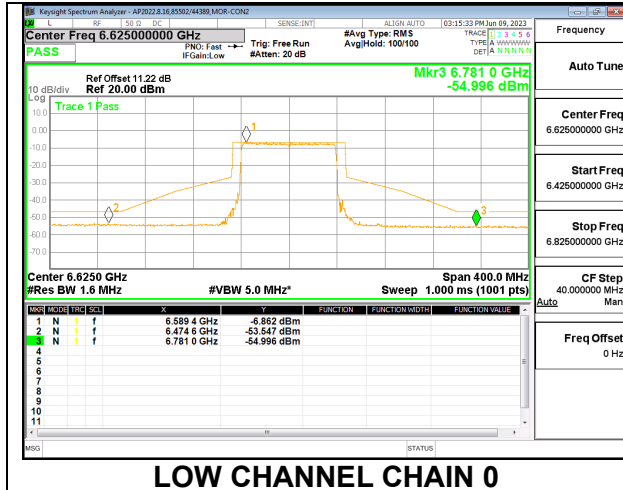 Keysight Spectrum Analyzer - AP2022.8.16,85502/44389,MOR-CON2
L RF 50 Ω DC SENSE:INT ALIGN AUTO 03:15:33 PM Jun 09, 2023
Center Freq 6.625000000 GHz
PASS
PNO: Fast
IFGain:Low
Trig: Free Run
#Atten: 20 dB
#Avg Type: RMS
Avg|Hold: 100/100
TRACE 1 2 3 4 5 6
TYPE A WWWWW
DET A N N N N N
Ref Offset 11.22 dB
Ref 20.00 dBm
10 dB/div
Log
Mkr3 6.781 0 GHz
-54.996 dBm
Trace 1 Pass
10.0
0.00
-10.0
-20.0
-30.0
-40.0
-50.0
-60.0
-70.0
1
2
3
Center 6.6250 GHz Span 400.0 MHz
#Res BW 1.6 MHz #VBW 5.0 MHz* Sweep 1.000 ms (1001 pts)
MKR MODE TRC SCL X Y FUNCTION FUNCTION WIDTH FUNCTION VALUE
1 N 1 f 6.589 4 GHz -6.862 dBm
2 N 1 f 6.474 6 GHz -53.547 dBm
3 N 1 f 6.781 0 GHz -54.996 dBm
4
5
6
7
8
9
10
11
MSG STATUS
Frequency
Auto Tune
Center Freq
6.625000000 GHz
Start Freq
6.425000000 GHz
Stop Freq
6.825000000 GHz
CF Step
40.000000 MHz
Auto Man
Freq Offset
0 Hz
LOW CHANNEL CHAIN 0